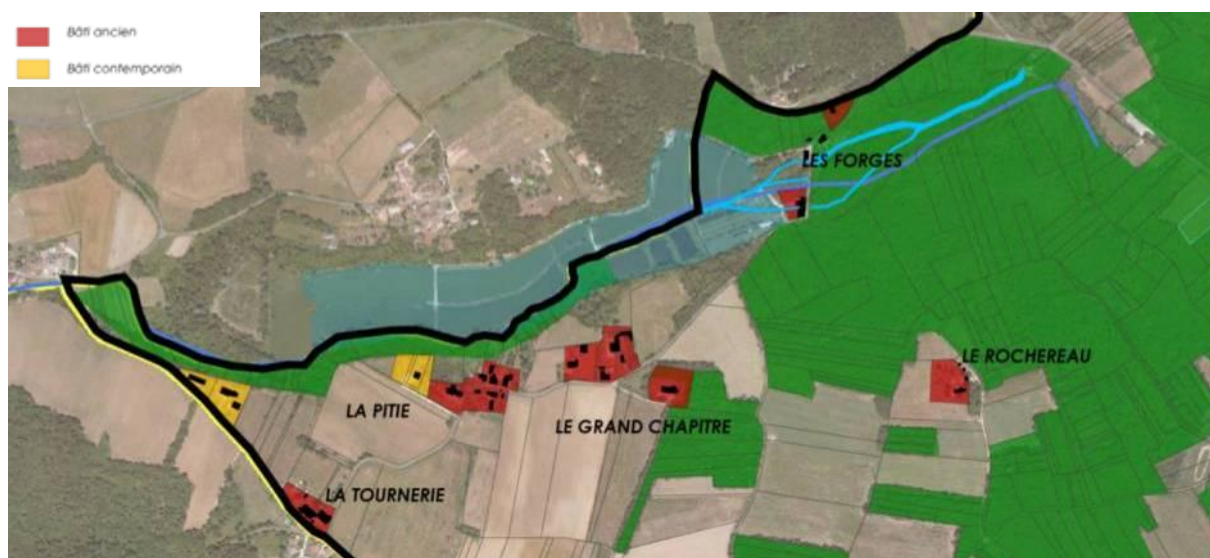 Bâti ancien
Bâti contemporain
LES FORGES
LE ROCHEREAU
LA PITIE
LE GRAND CHAPITRE
LA TOURNERIE